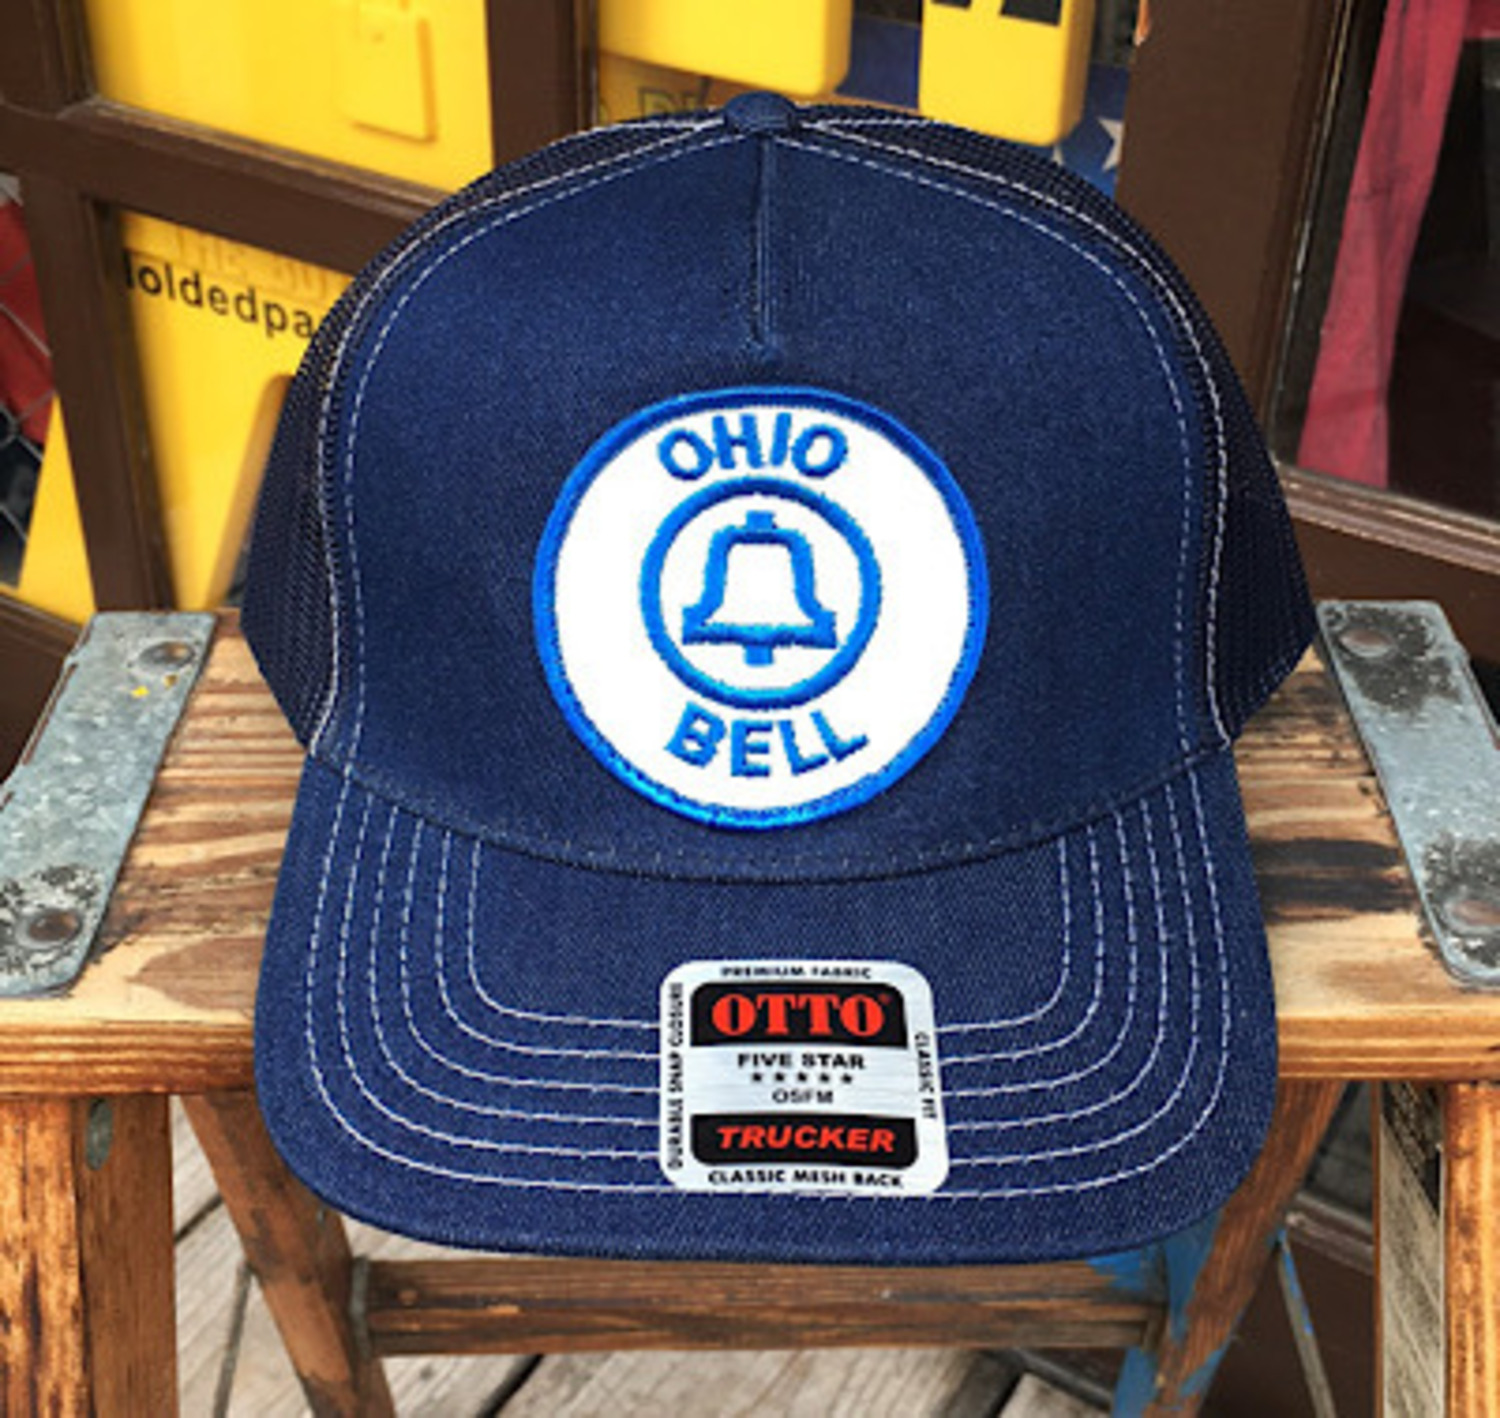 oldedpa
OHIO
BELL
PREMIUM FABRIC
OTTO®
FIVE STAR
★★★★★
OSFM
TRUCKER
CLASSIC MESH BACK
DURABLE SNAP CLOSURE
CLASSIC FIT